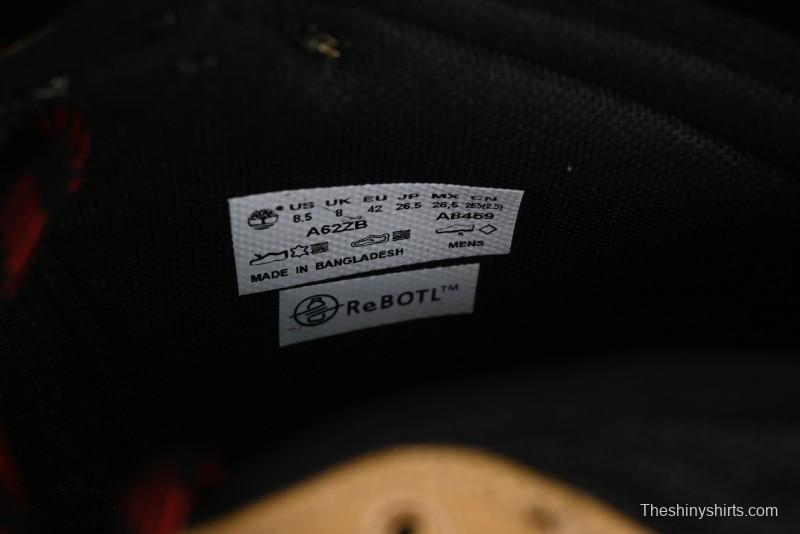 US UK EU JP MX CN
8.5 8 42 26.5 26,5 265(2.5)
A62ZB A8469
MENS
MADE IN BANGLADESH
ReBOTL™
Theshinyshirts.com